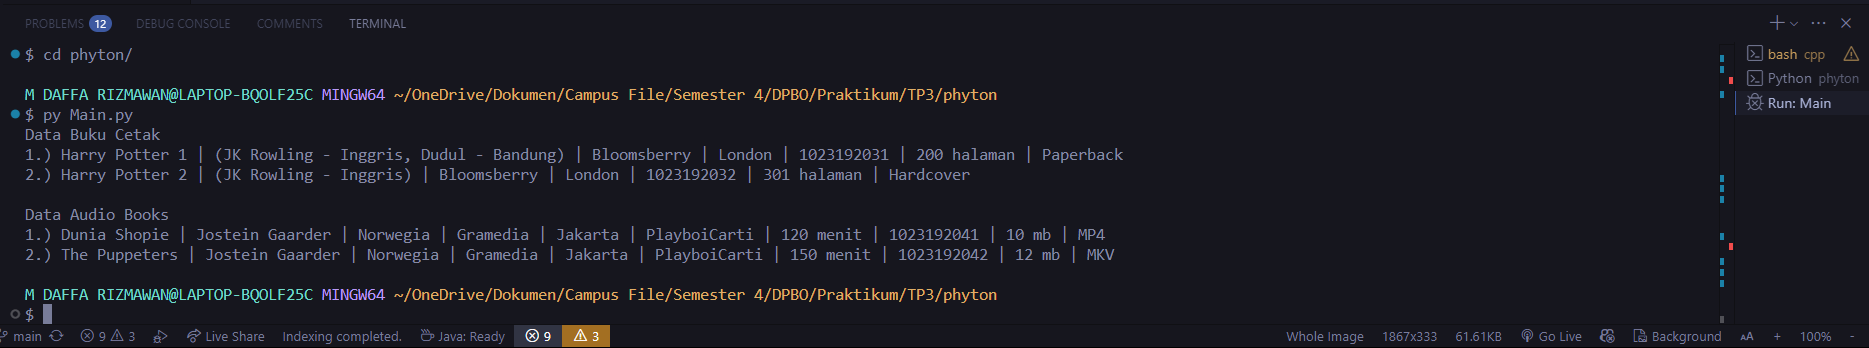 PROBLEMS 12 DEBUG CONSOLE COMMENTS TERMINAL
$ cd phyton/
M DAFFA RIZMAWAN@LAPTOP-BQOLF25C MINGW64 ~/OneDrive/Dokumen/Campus File/Semester 4/DPBO/Praktikum/TP3/phyton
$ py Main.py
Data Buku Cetak
1.) Harry Potter 1 | (JK Rowling - Inggris, Dudul - Bandung) | Bloomsberry | London | 1023192031 | 200 halaman | Paperback
2.) Harry Potter 2 | (JK Rowling - Inggris) | Bloomsberry | London | 1023192032 | 301 halaman | Hardcover
Data Audio Books
1.) Dunia Shopie | Jostein Gaarder | Norwegia | Gramedia | Jakarta | PlayboiCarti | 120 menit | 1023192041 | 10 mb | MP4
2.) The Puppeters | Jostein Gaarder | Norwegia | Gramedia | Jakarta | PlayboiCarti | 150 menit | 1023192042 | 12 mb | MKV
M DAFFA RIZMAWAN@LAPTOP-BQOLF25C MINGW64 ~/OneDrive/Dokumen/Campus File/Semester 4/DPBO/Praktikum/TP3/phyton
$
bash cpp
Python phyton
Run: Main
main 9 3 Live Share Indexing completed. Java: Ready 9 3 Whole Image 1867x333 61.61KB Go Live Background AA + 100% -